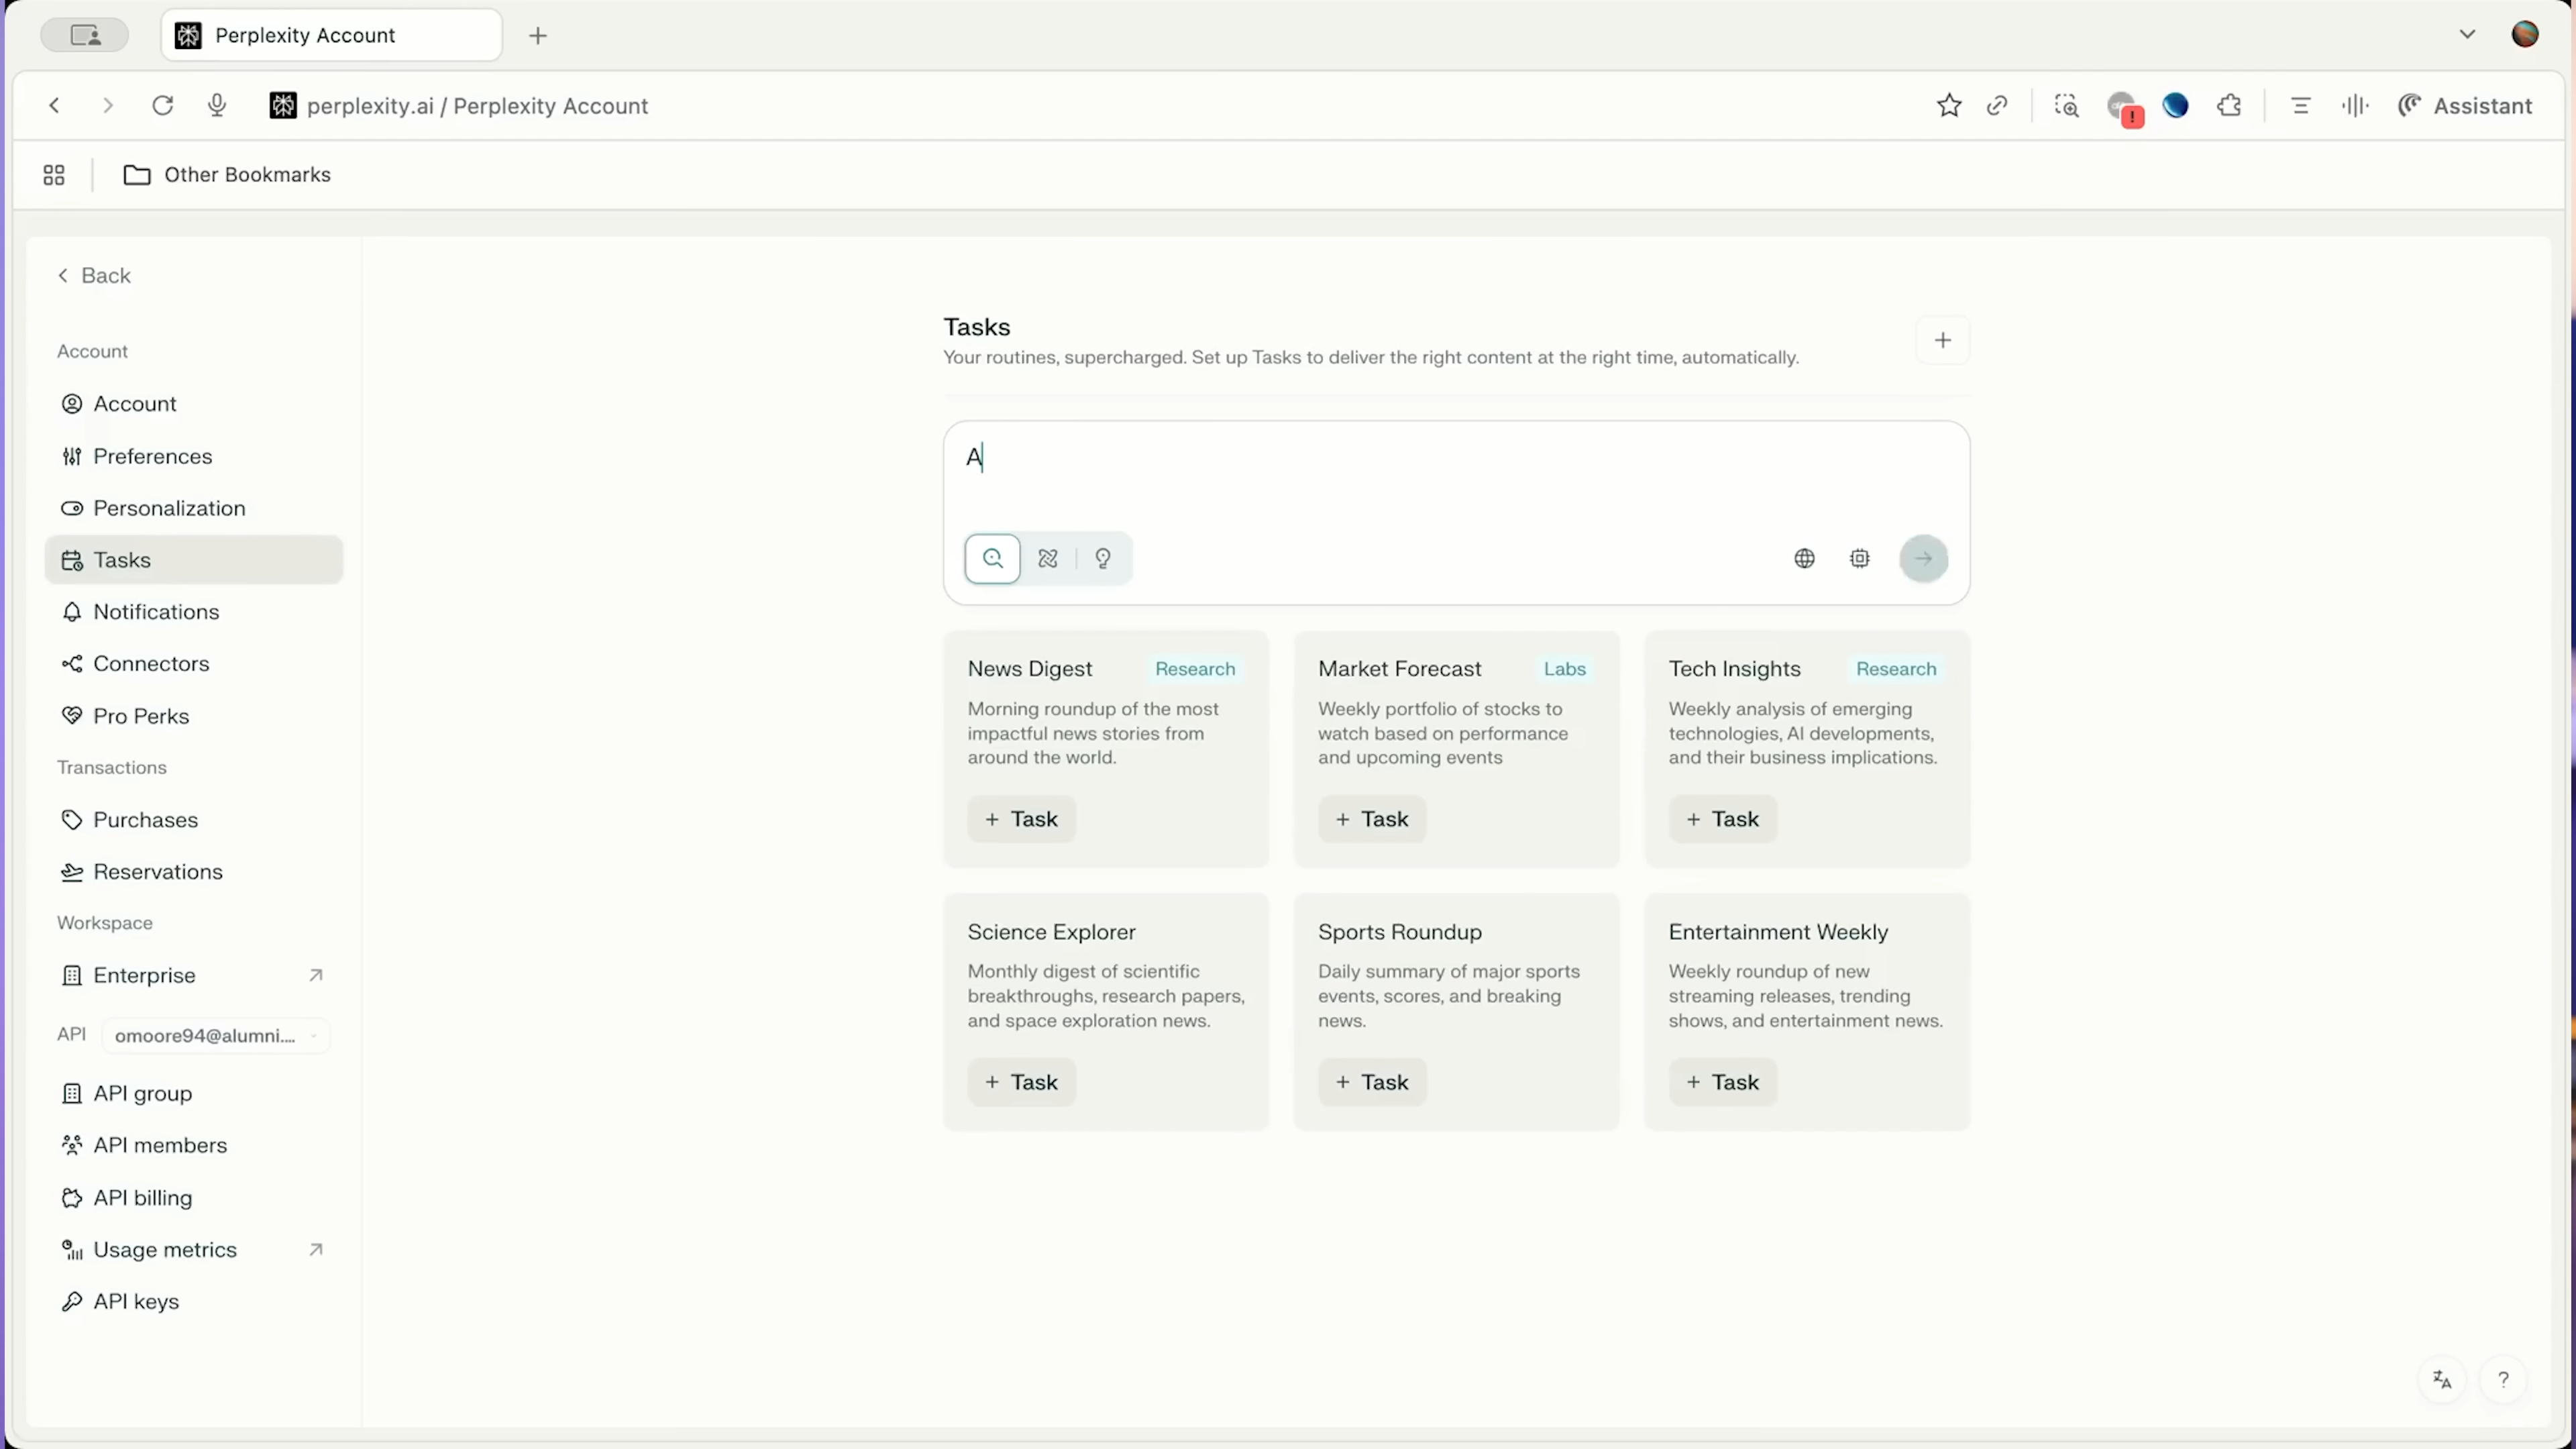 Perplexity Account
perplexity.ai / Perplexity Account
Assistant
Other Bookmarks
Back
Account
Account
Preferences
Personalization
Tasks
Notifications
Connectors
Pro Perks
Transactions
Purchases
Reservations
Workspace
Enterprise
API omoore94@alumni....
API group
API members
API billing
Usage metrics
API keys
Tasks
Your routines, supercharged. Set up Tasks to deliver the right content at the right time, automatically.
A
News Digest Research
Morning roundup of the most
impactful news stories from
around the world.
+ Task
Market Forecast Labs
Weekly portfolio of stocks to
watch based on performance
and upcoming events
+ Task
Tech Insights Research
Weekly analysis of emerging
technologies, AI developments,
and their business implications.
+ Task
Science Explorer
Monthly digest of scientific
breakthroughs, research papers,
and space exploration news.
+ Task
Sports Roundup
Daily summary of major sports
events, scores, and breaking
news.
+ Task
Entertainment Weekly
Weekly roundup of new
streaming releases, trending
shows, and entertainment news.
+ Task